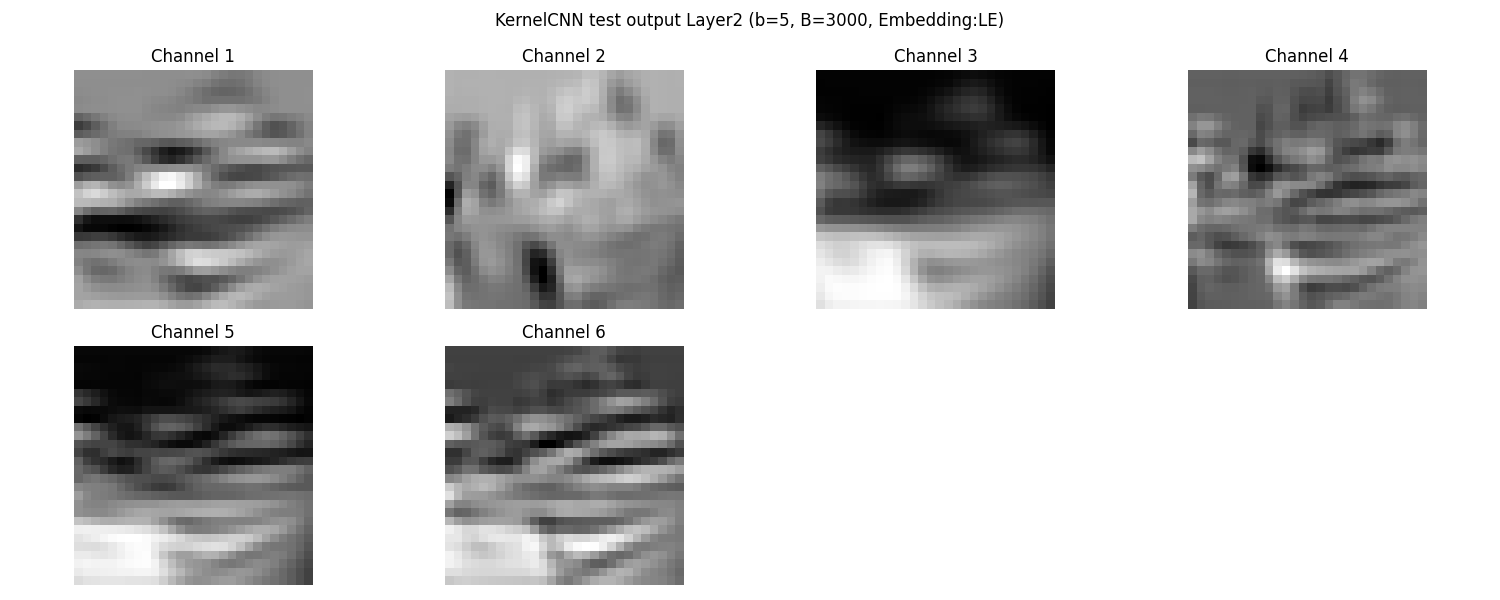 KernelCNN test output Layer2 (b=5, B=3000, Embedding:LE)
Channel 1
Channel 2
Channel 3
Channel 4
Channel 5
Channel 6